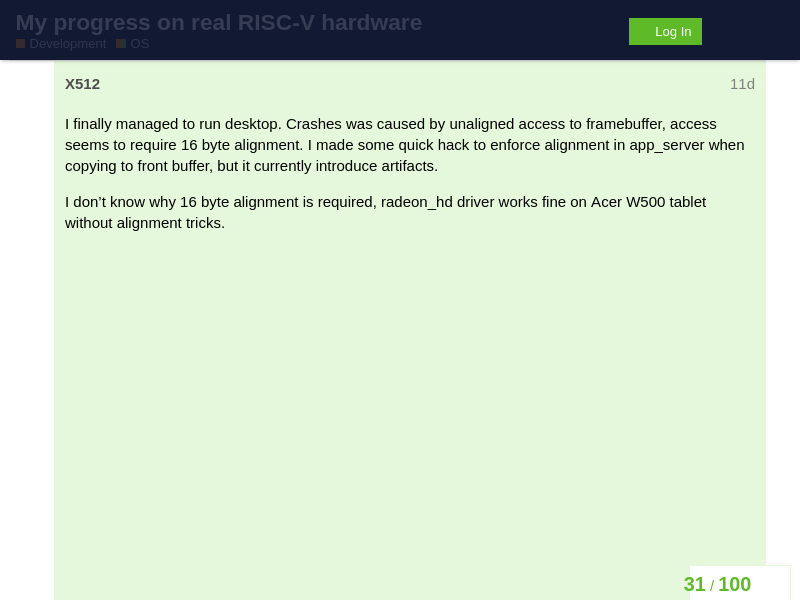 My progress on real RISC-V hardware
Development OS
Log In
X512
11d
I finally managed to run desktop. Crashes was caused by unaligned access to framebuffer, access
seems to require 16 byte alignment. I made some quick hack to enforce alignment in app_server when
copying to front buffer, but it currently introduce artifacts.
I don’t know why 16 byte alignment is required, radeon_hd driver works fine on Acer W500 tablet
without alignment tricks.
31 / 100